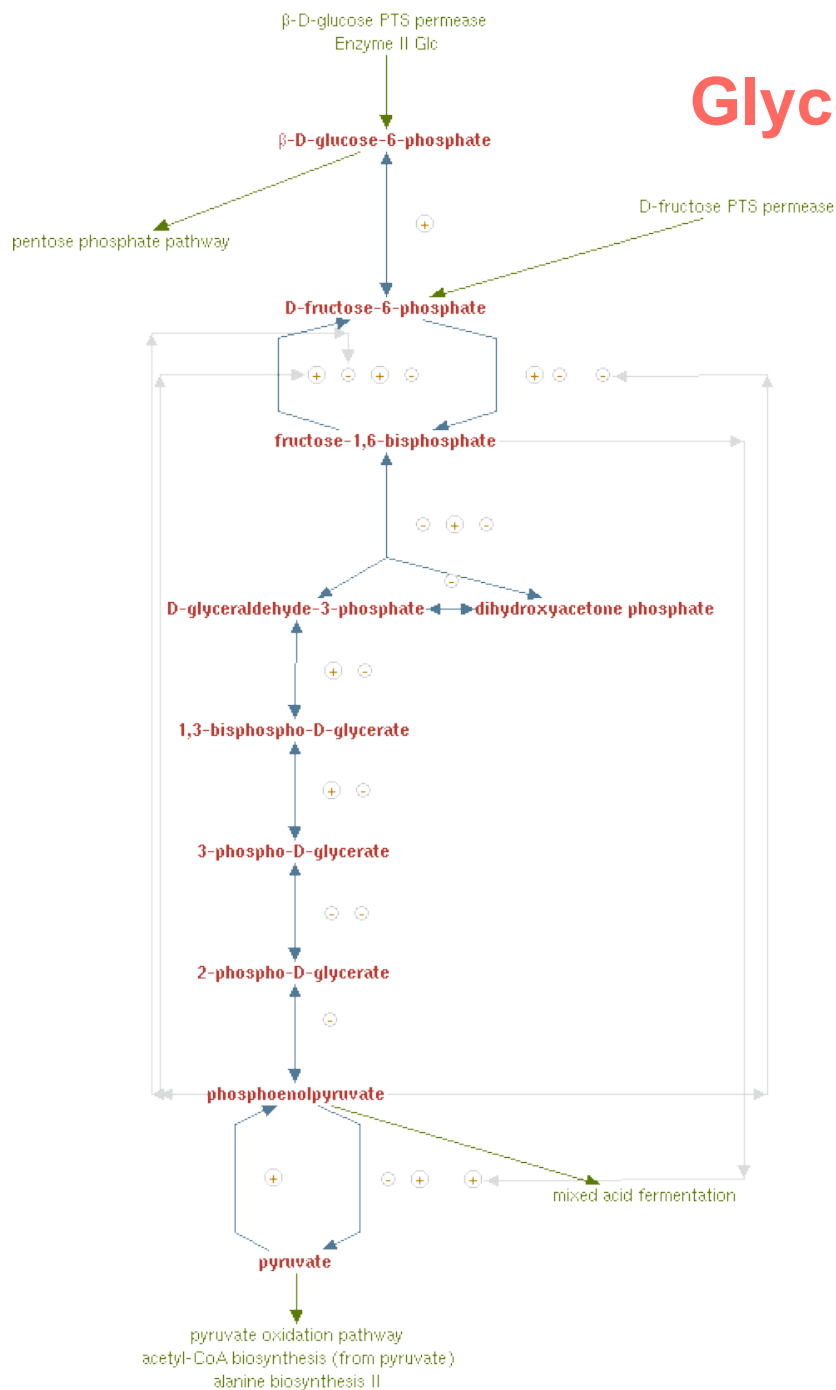 β-D-glucose PTS permease
Enzyme II Glc
Glyc
β-D-glucose-6-phosphate
D-fructose PTS permease
pentose phosphate pathway
+
D-fructose-6-phosphate
+ - + - + - -
fructose-1,6-bisphosphate
- + -
-
D-glyceraldehyde-3-phosphate dihydroxyacetone phosphate
+ -
1,3-bisphospho-D-glycerate
+ -
3-phospho-D-glycerate
- -
2-phospho-D-glycerate
-
phosphoenolpyruvate
+ - + +
mixed acid fermentation
pyruvate
pyruvate oxidation pathway
acetyl-CoA biosynthesis (from pyruvate)
alanine biosynthesis II